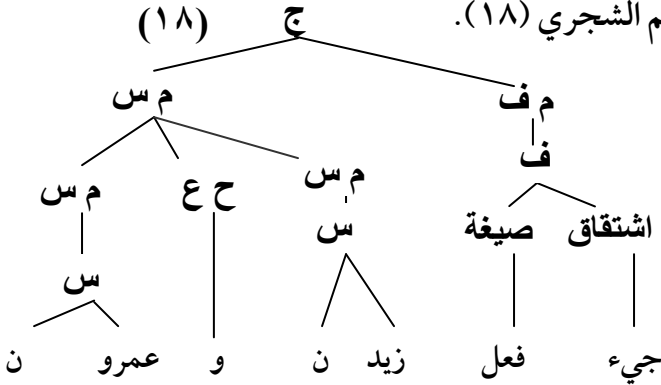 م الشجري (١٨).
ج (١٨)
م ف م س
ف
م س ح ع م س
اشتقاق صيغة س
س
جيء فعل زيد ن و عمرو ن